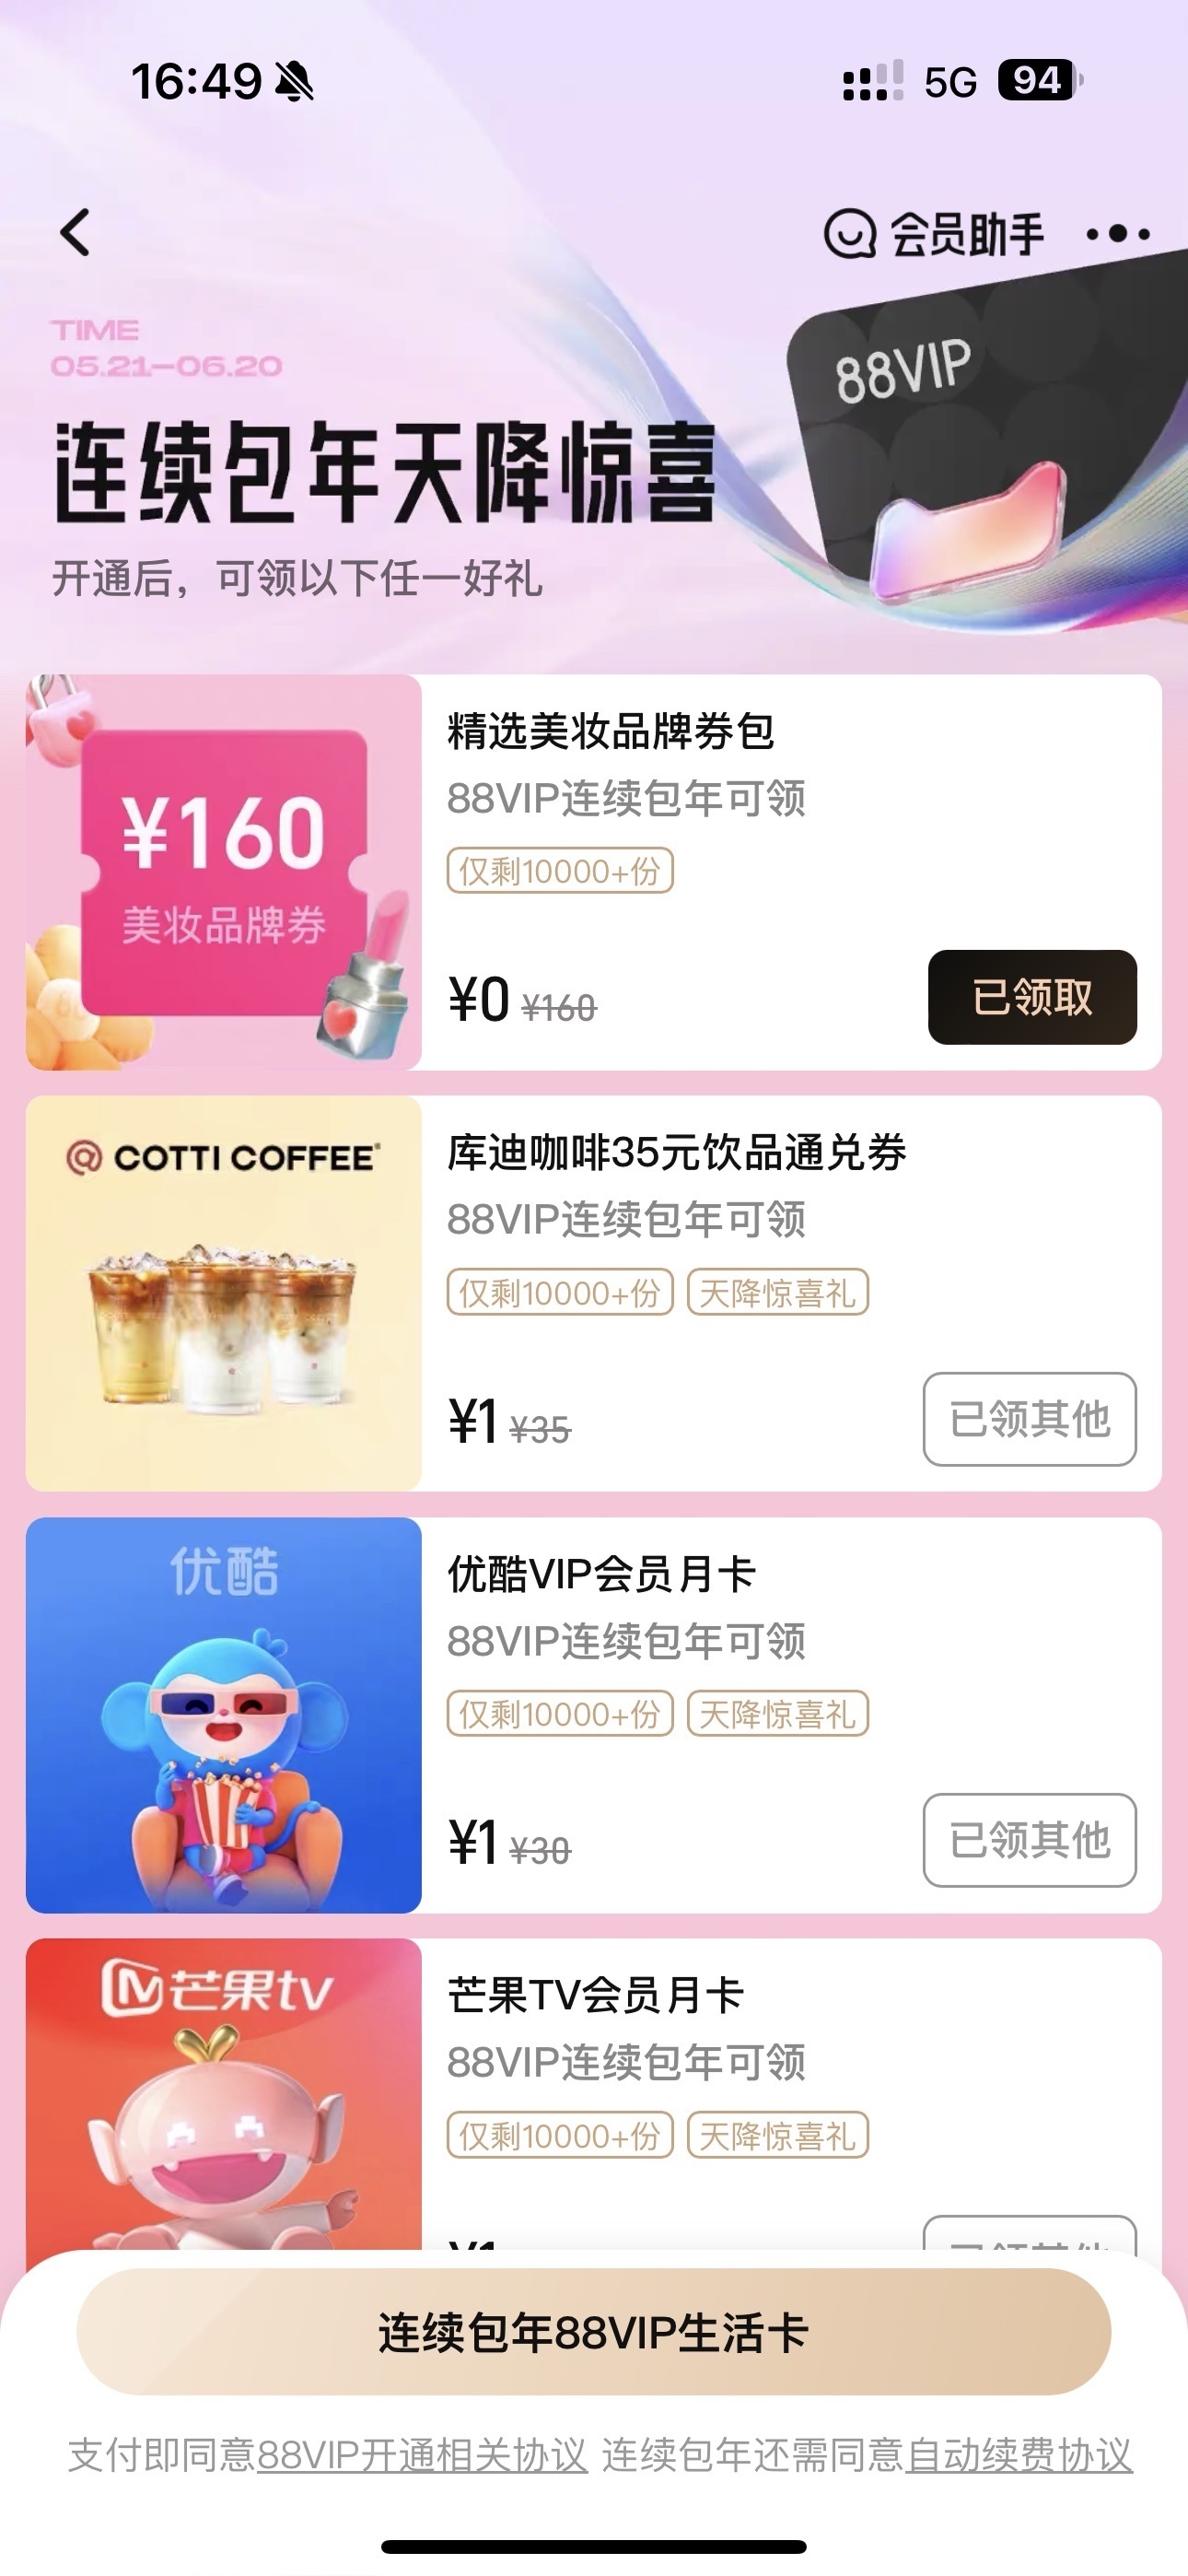 16:49
5G 94
会员助手
TIME
05.21—06.20
88VIP
连续包年天降惊喜
开通后，可领以下任一好礼
¥160
美妆品牌券
精选美妆品牌券包
88VIP连续包年可领
仅剩10000+份
¥0 ¥160
已领取
@ COTTI COFFEE
库迪咖啡35元饮品通兑券
88VIP连续包年可领
仅剩10000+份 天降惊喜礼
¥1 ¥35
已领其他
优酷
优酷VIP会员月卡
88VIP连续包年可领
仅剩10000+份 天降惊喜礼
¥1 ¥30
已领其他
芒果tv
芒果TV会员月卡
88VIP连续包年可领
仅剩10000+份 天降惊喜礼
¥1
连续包年88VIP生活卡
支付即同意88VIP开通相关协议 连续包年还需同意自动续费协议